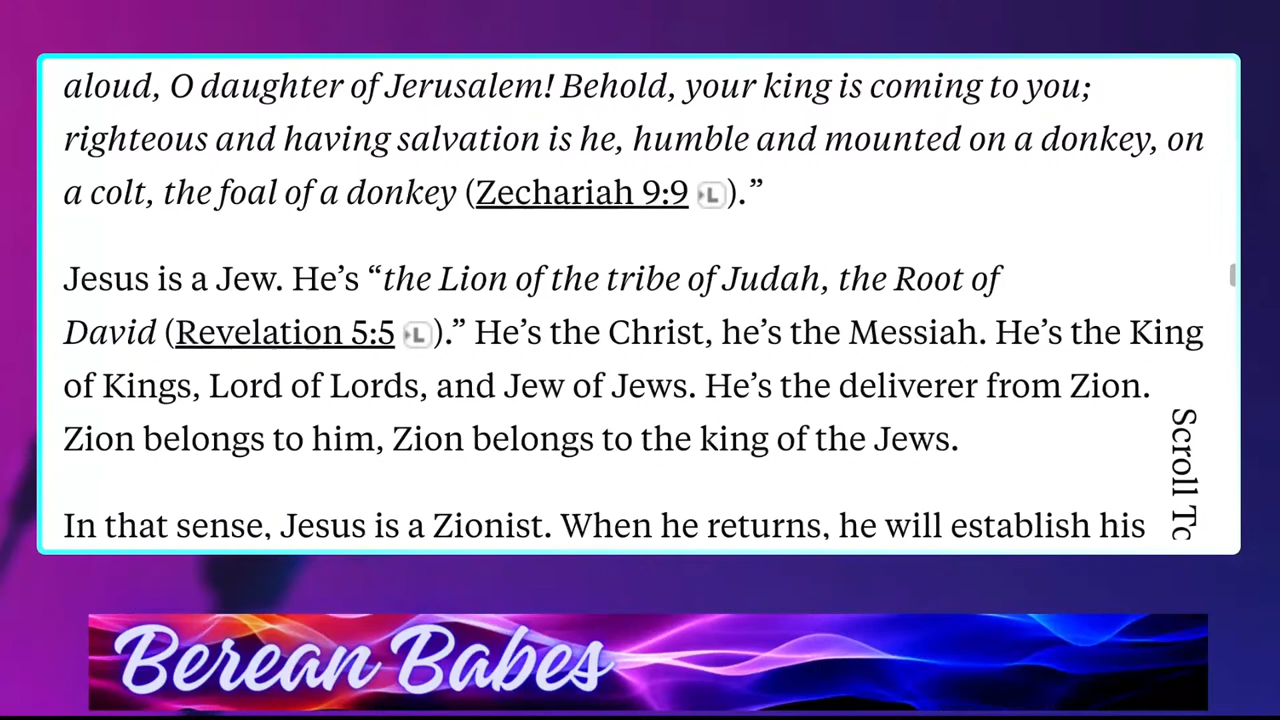 aloud, O daughter of Jerusalem! Behold, your king is coming to you;
righteous and having salvation is he, humble and mounted on a donkey, on
a colt, the foal of a donkey (Zechariah 9:9 L).”
Jesus is a Jew. He’s “the Lion of the tribe of Judah, the Root of
David (Revelation 5:5 L).” He’s the Christ, he’s the Messiah. He’s the King
of Kings, Lord of Lords, and Jew of Jews. He’s the deliverer from Zion.
Zion belongs to him, Zion belongs to the king of the Jews.
In that sense, Jesus is a Zionist. When he returns, he will establish his
Scroll Tc
Berean Babes